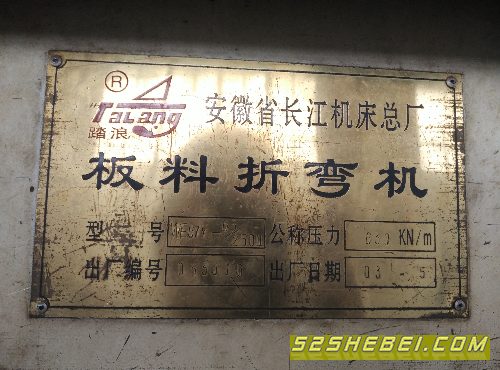 ®
TaLang
踏浪
安徽省长江机床总厂
板料折弯机
型 号 公称压力 KN/m
出厂编号 出厂日期
52SHEBEI.COM